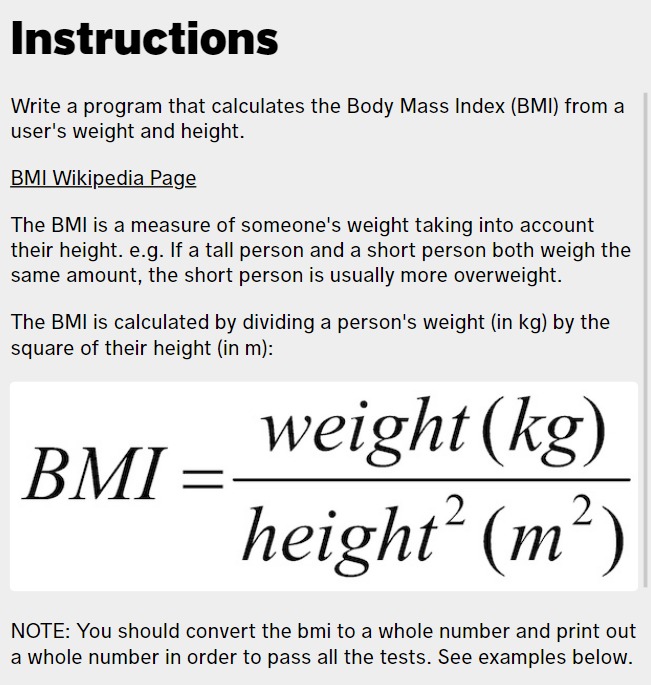 Instructions
Write a program that calculates the Body Mass Index (BMI) from a
user's weight and height.
BMI Wikipedia Page
The BMI is a measure of someone's weight taking into account
their height. e.g. If a tall person and a short person both weigh the
same amount, the short person is usually more overweight.
The BMI is calculated by dividing a person's weight (in kg) by the
square of their height (in m):
weight (kg)
BMI =
height² (m²)
NOTE: You should convert the bmi to a whole number and print out
a whole number in order to pass all the tests. See examples below.